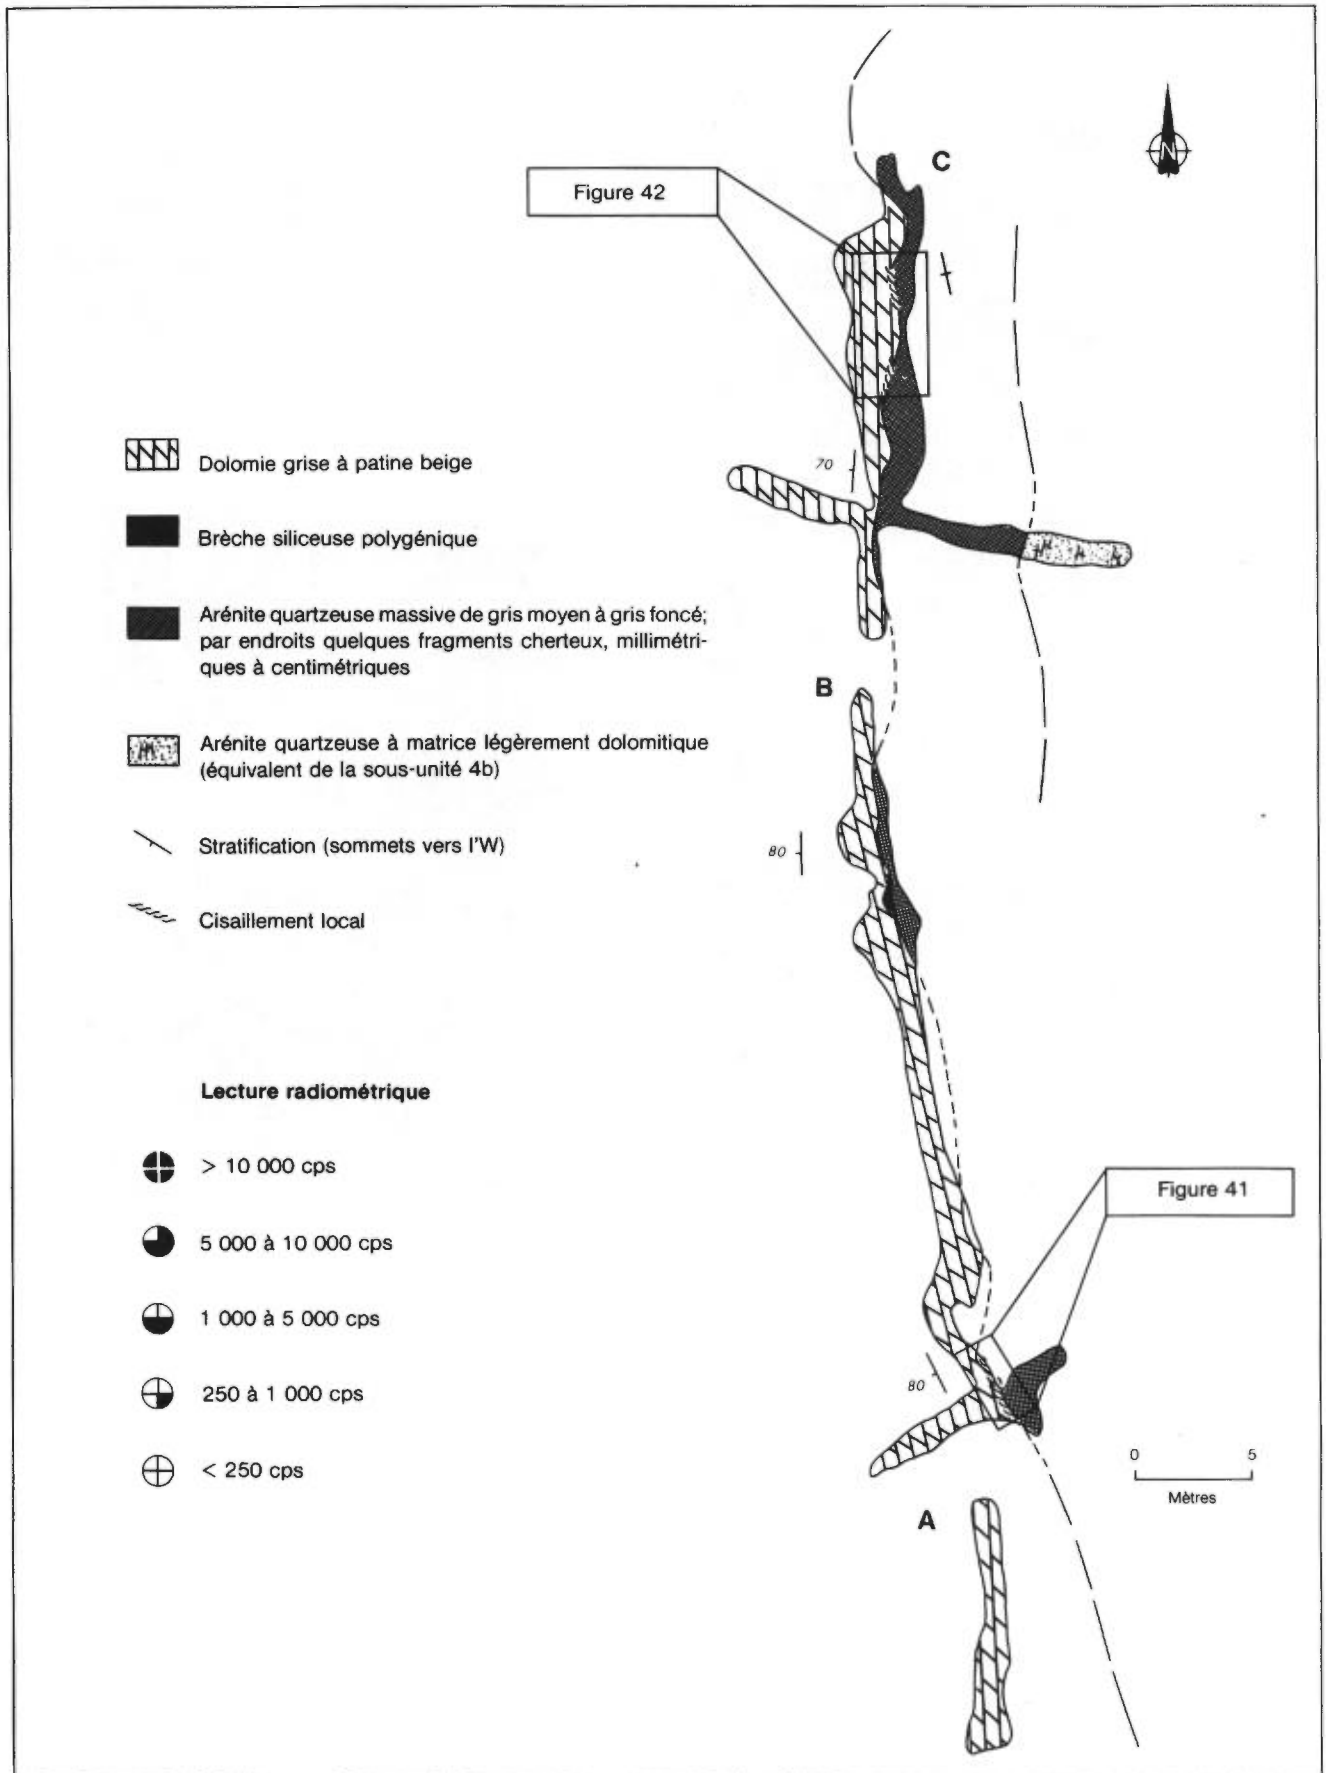 N
C
Figure 42
70
Dolomie grise à patine beige
Brèche siliceuse polygénique
Arénite quartzeuse massive de gris moyen à gris foncé;
par endroits quelques fragments cherteux, millimétri-
ques à centimétriques
B
Arénite quartzeuse à matrice légèrement dolomitique
(équivalent de la sous-unité 4b)
Stratification (sommets vers l'W)
80
Cisaillement local
Lecture radiométrique
> 10 000 cps
5 000 à 10 000 cps
1 000 à 5 000 cps
250 à 1 000 cps
< 250 cps
Figure 41
80
0 5
Mètres
A